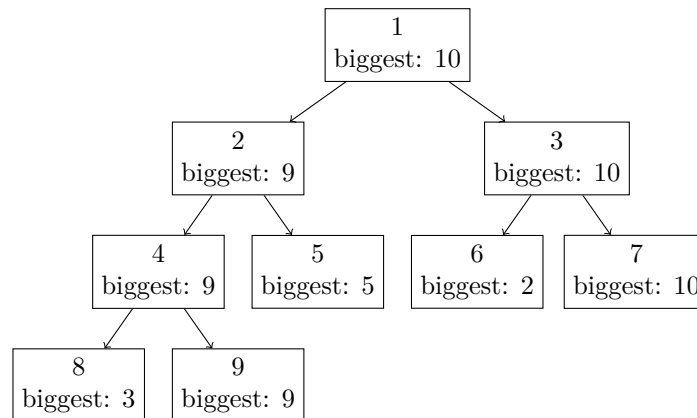 1
biggest: 10
2
biggest: 9
3
biggest: 10
4
biggest: 9
5
biggest: 5
6
biggest: 2
7
biggest: 10
8
biggest: 3
9
biggest: 9